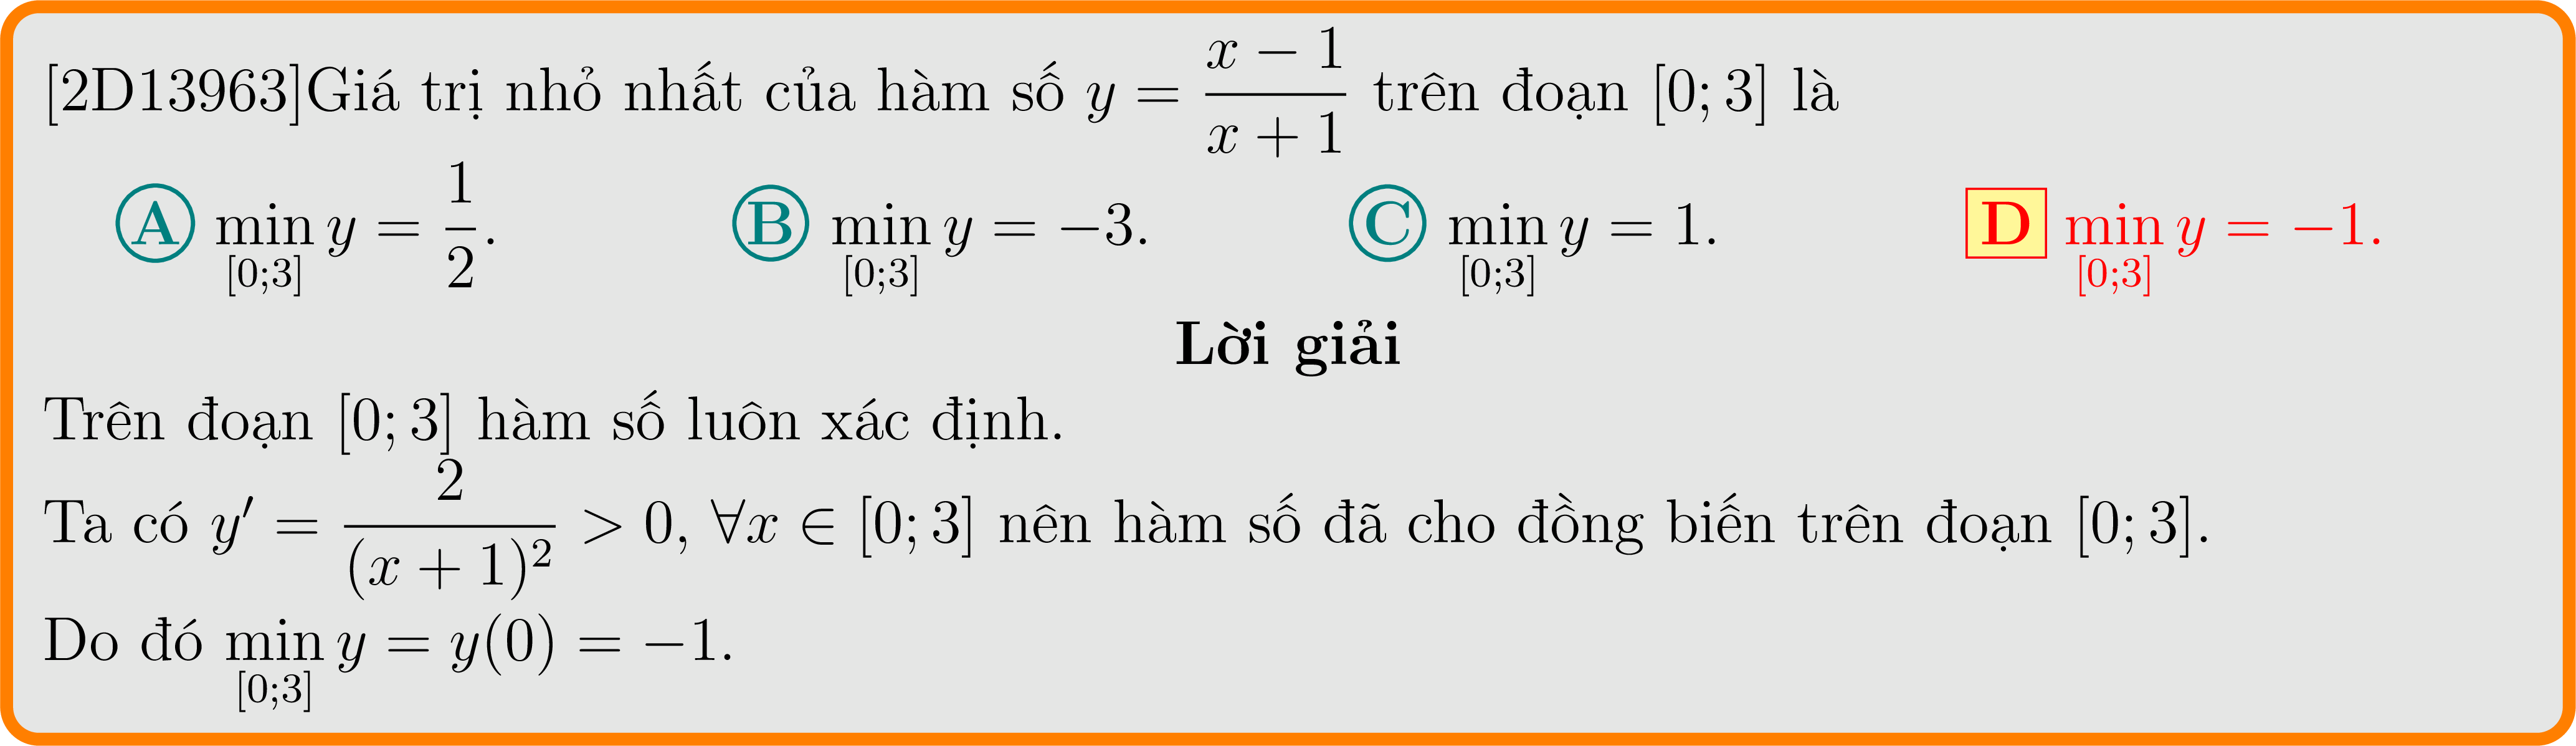 [2D13963]Giá trị nhỏ nhất của hàm số $y = \dfrac{x-1}{x+1}$ trên đoạn $[0;3]$ là
A $\min\limits_{[0;3]} y = \dfrac{1}{2}$. B $\min\limits_{[0;3]} y = -3$. C $\min\limits_{[0;3]} y = 1$. D $\min\limits_{[0;3]} y = -1$.
Lời giải
Trên đoạn $[0;3]$ hàm số luôn xác định.
Ta có $y' = \dfrac{2}{(x+1)^2} > 0, \forall x \in [0;3]$ nên hàm số đã cho đồng biến trên đoạn $[0;3]$.
Do đó $\min\limits_{[0;3]} y = y(0) = -1$.